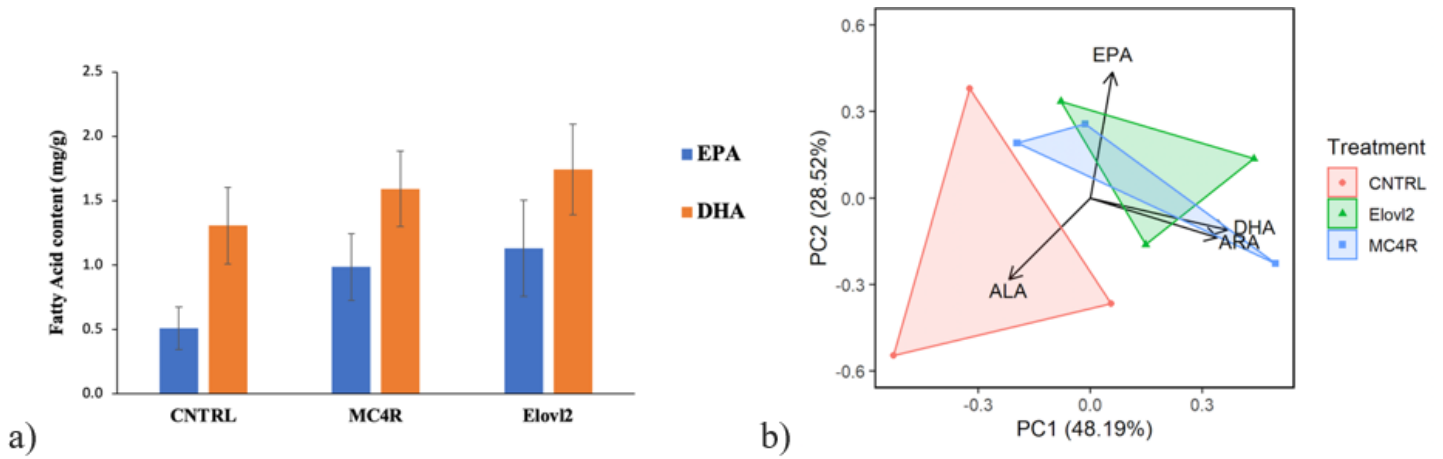 Fatty Acid content (mg/g)
2.5
2.0
1.5
1.0
0.5
0.0
CNTRL MC4R Elovl2
EPA
DHA
a)
PC2 (28.52%)
0.6
0.3
0.0
-0.3
-0.6
EPA
DHA
ARA
ALA
-0.3 0.0 0.3
PC1 (48.19%)
Treatment
CNTRL
Elovl2
MC4R
b)